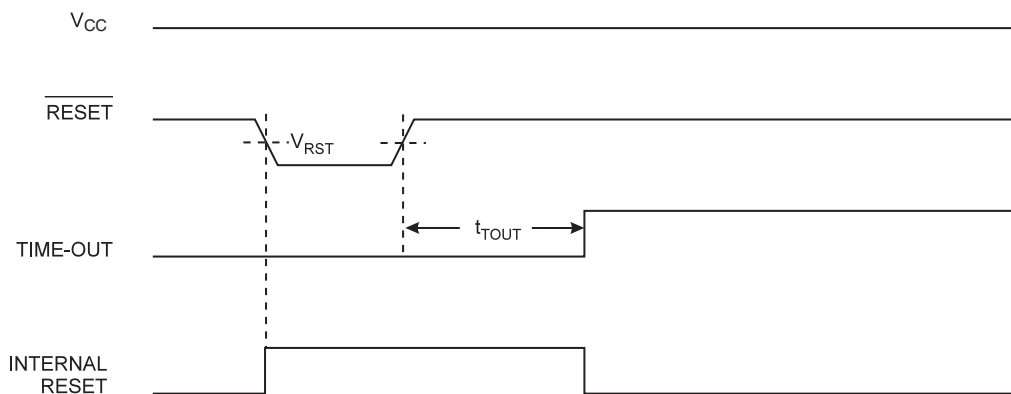 VCC
RESET
VRST
tTOUT
TIME-OUT
INTERNAL
RESET